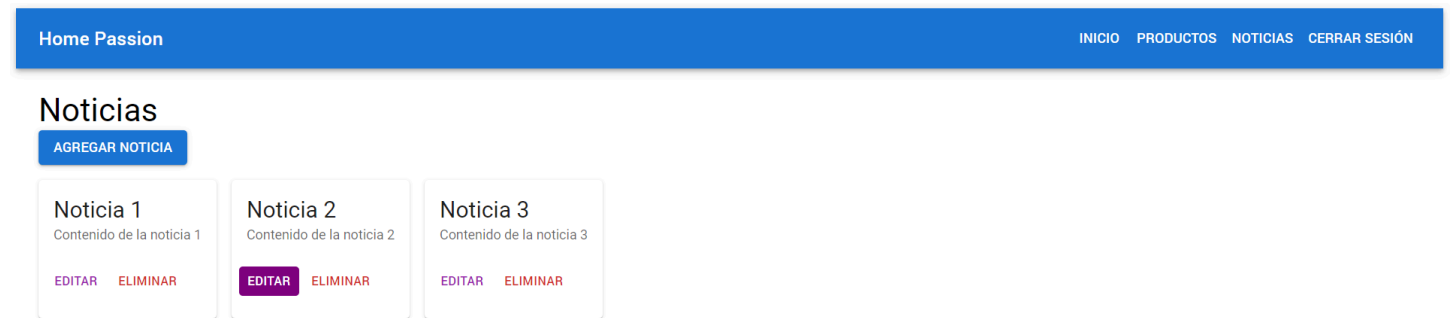 Home Passion INICIO PRODUCTOS NOTICIAS CERRAR SESIÓN
Noticias
AGREGAR NOTICIA
Noticia 1
Contenido de la noticia 1
EDITAR ELIMINAR
Noticia 2
Contenido de la noticia 2
EDITAR ELIMINAR
Noticia 3
Contenido de la noticia 3
EDITAR ELIMINAR